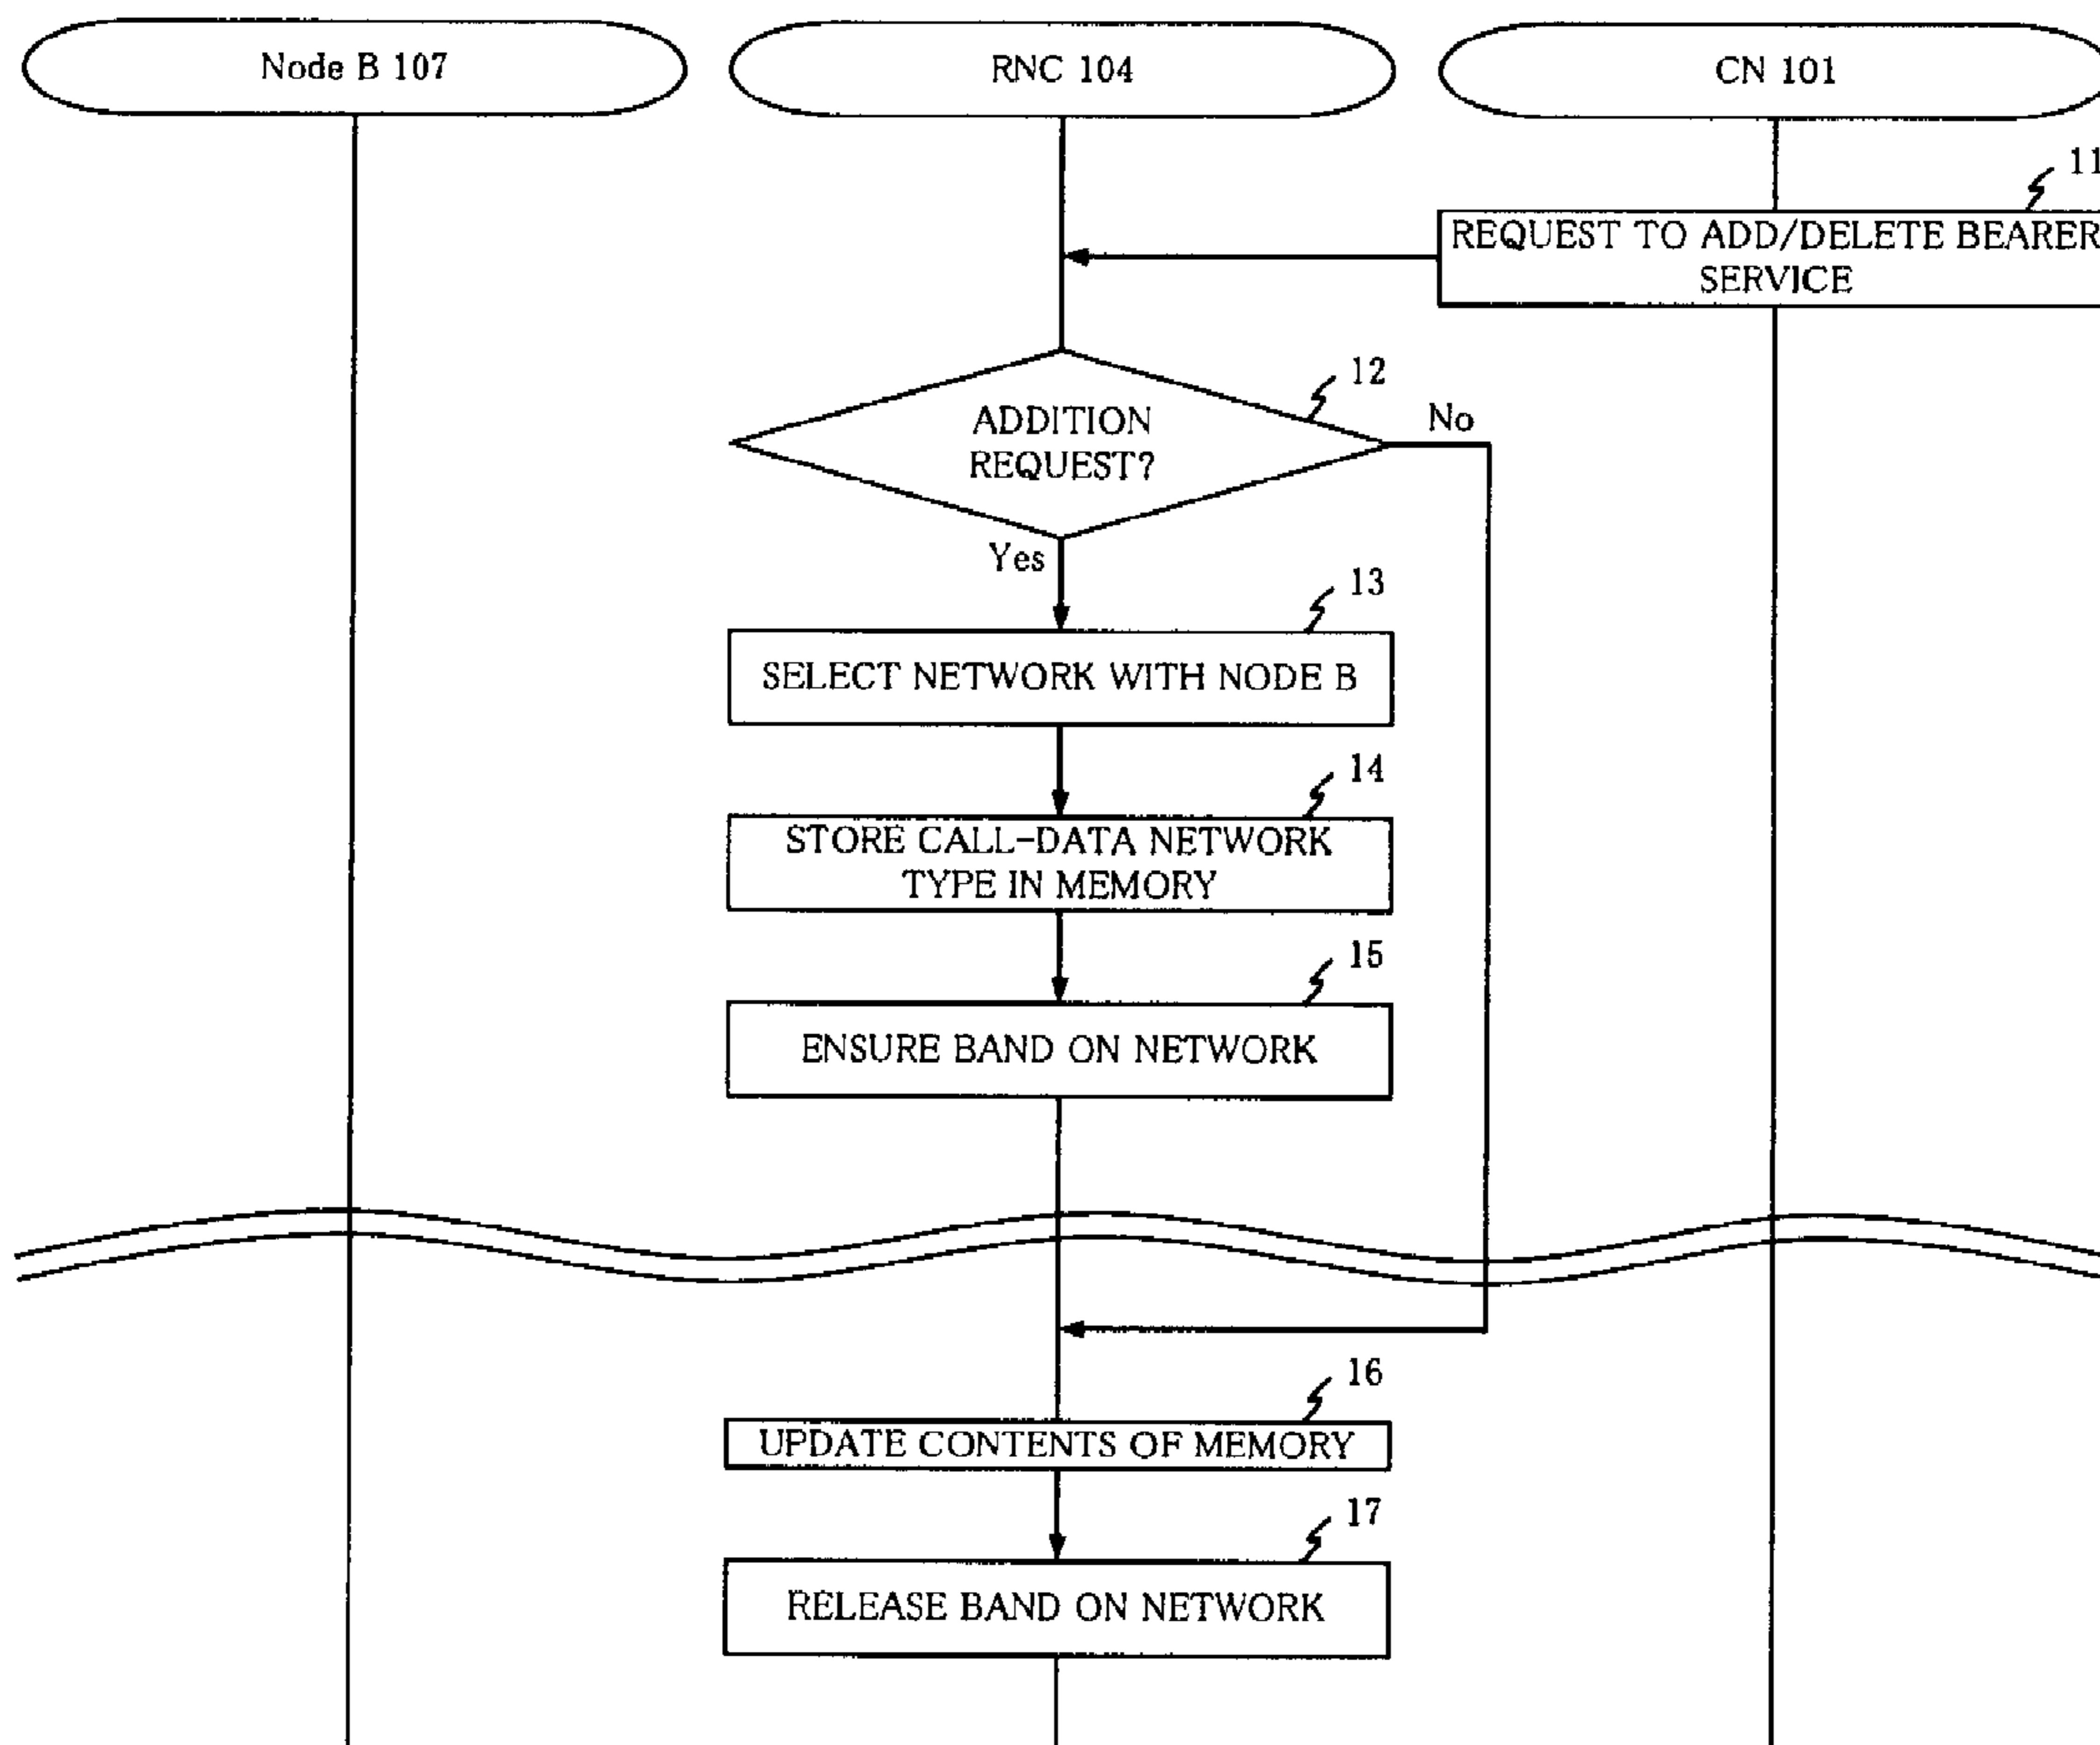 Node B 107
RNC 104
CN 101
11
REQUEST TO ADD/DELETE BEARER
SERVICE
12
ADDITION
REQUEST?
No
Yes
13
SELECT NETWORK WITH NODE B
14
STORE CALL-DATA NETWORK
TYPE IN MEMORY
15
ENSURE BAND ON NETWORK
16
UPDATE CONTENTS OF MEMORY
17
RELEASE BAND ON NETWORK